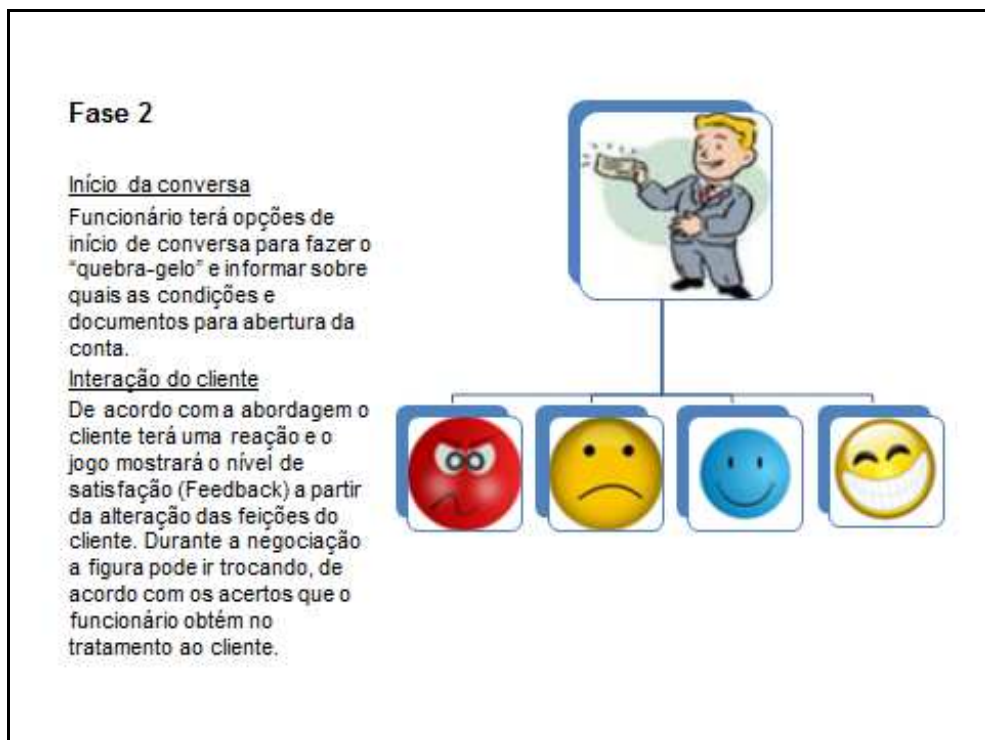 Fase 2
Início da conversa
Funcionário terá opções de
início de conversa para fazer o
“quebra-gelo” e informar sobre
quais as condições e
documentos para abertura da
conta.
Interação do cliente
De acordo com a abordagem o
cliente terá uma reação e o
jogo mostrará o nível de
satisfação (Feedback) a partir
da alteração das feições do
cliente. Durante a negociação
a figura pode ir trocando, de
acordo com os acertos que o
funcionário obtém no
tratamento ao cliente.